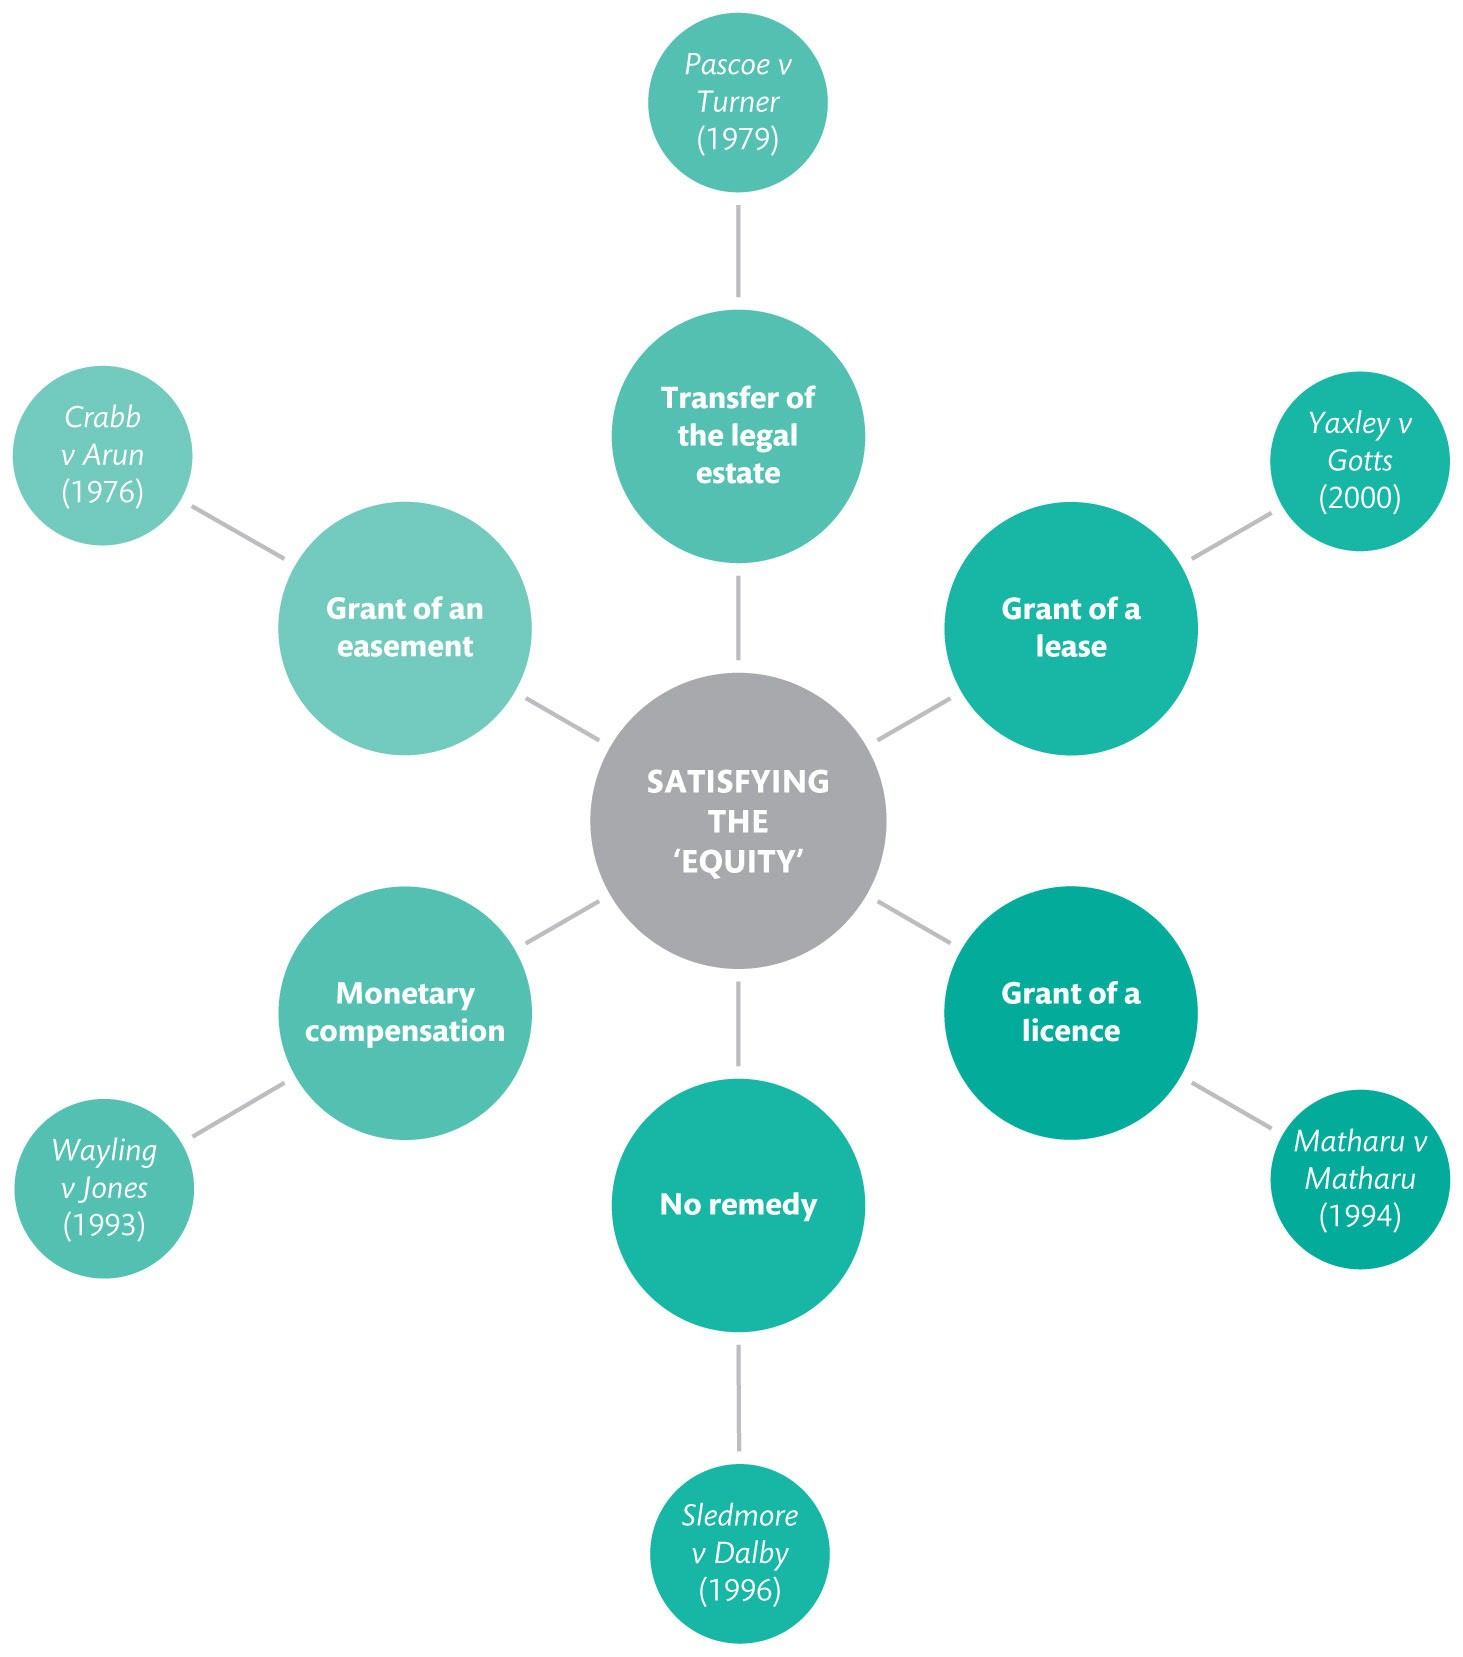 Pascoe v
Turner
(1979)
Transfer of
the legal
estate
Crabb
v Arun
(1976)
Grant of an
easement
Yaxley v
Gotts
(2000)
Grant of a
lease
SATISFYING
THE
‘EQUITY’
Monetary
compensation
Wayling
v Jones
(1993)
Grant of a
licence
Matharu v
Matharu
(1994)
No remedy
Sledmore
v Dalby
(1996)